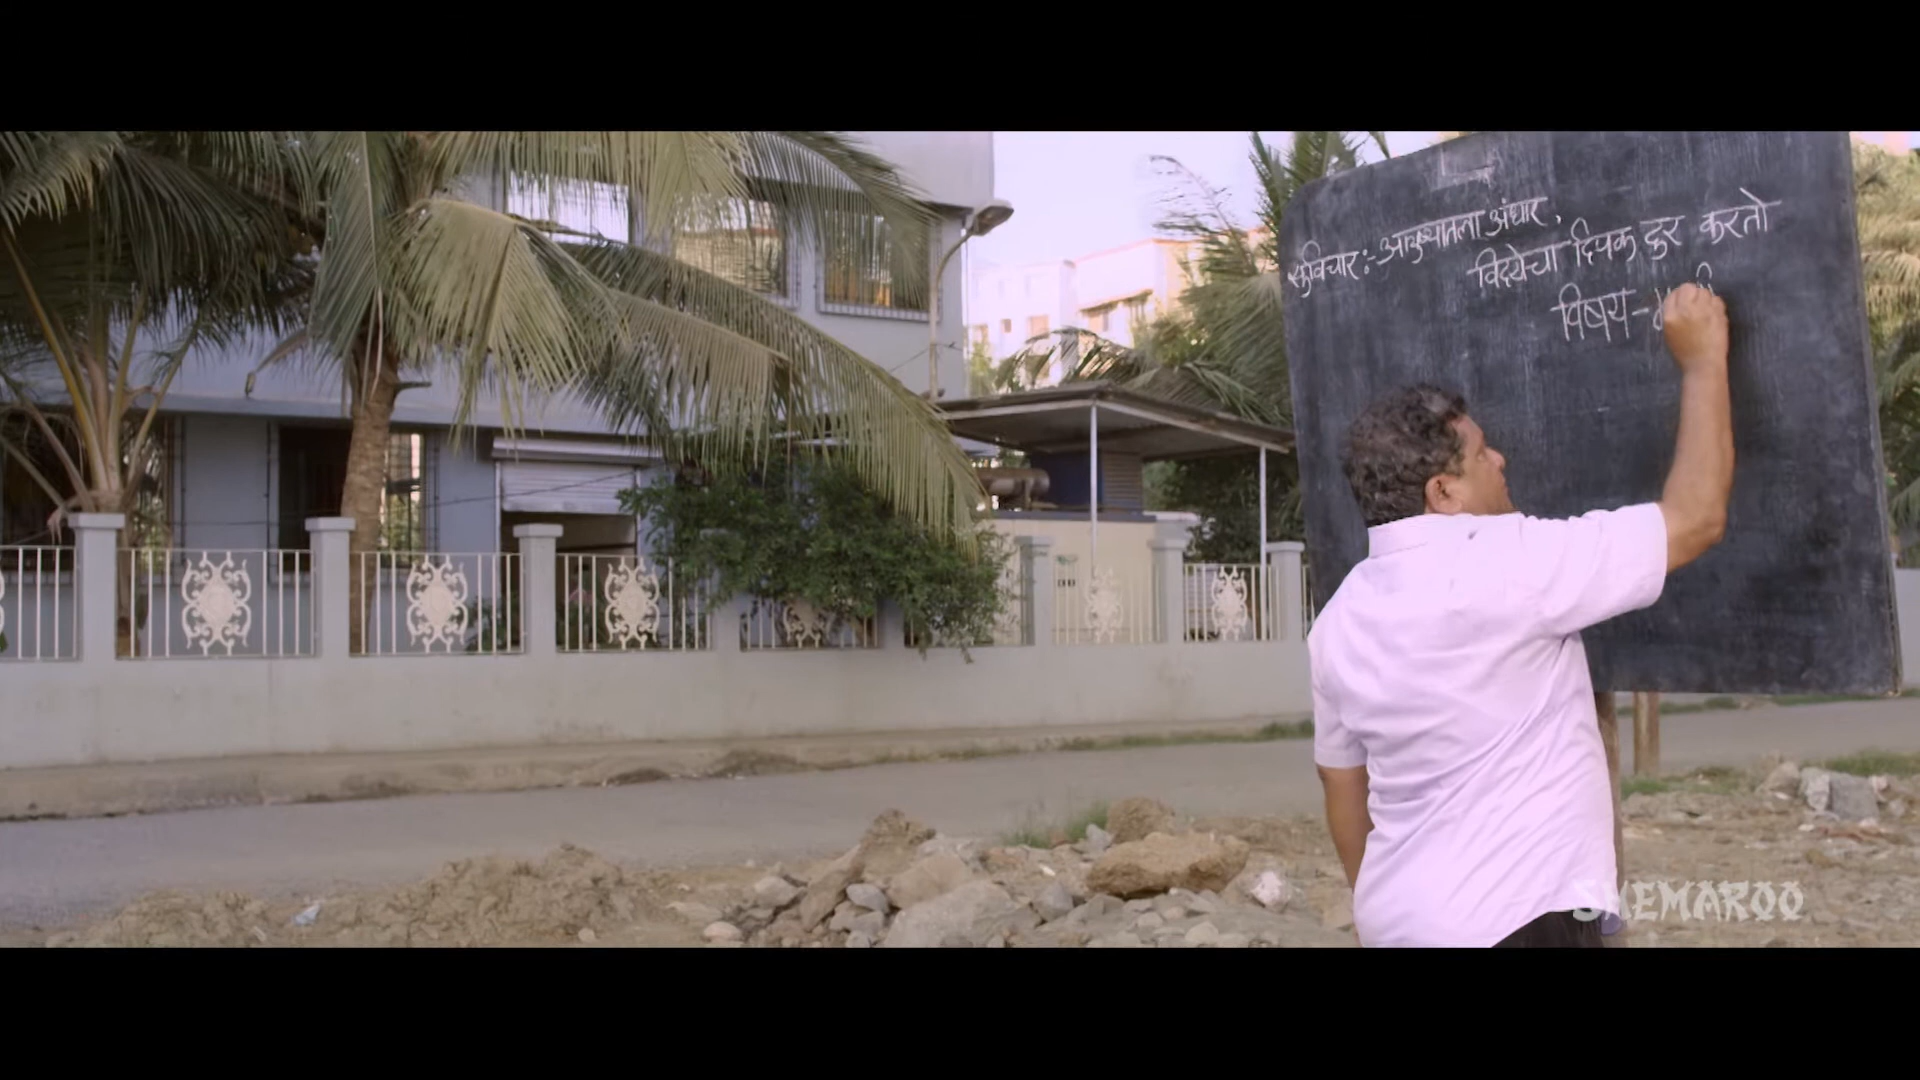 सुविचार:- आयुष्यातला अंधार,
विद्येचा दिपक दुर करतो
विषय -
SHEMAROO